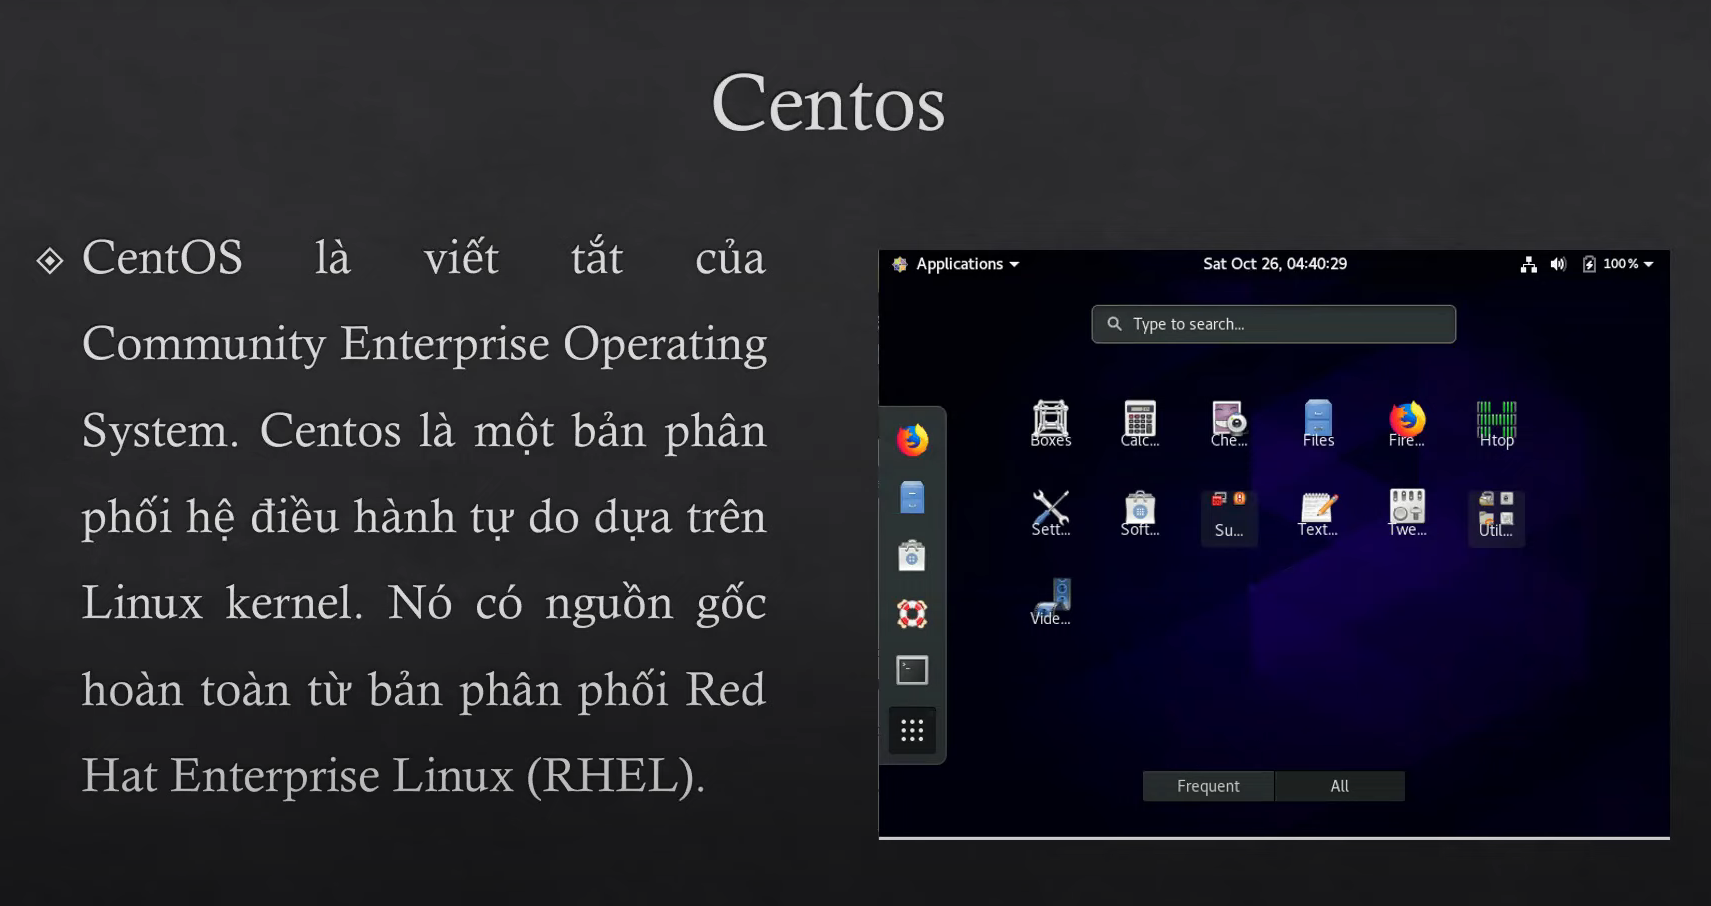 Centos
CentOS là viết tắt của
Community Enterprise Operating
System. Centos là một bản phân
phối hệ điều hành tự do dựa trên
Linux kernel. Nó có nguồn gốc
hoàn toàn từ bản phân phối Red
Hat Enterprise Linux (RHEL).
Applications Sat Oct 26, 04:40:29 100%
Type to search...
Boxes Calc... Che... Files Fire... Htop
Sett... Soft... Su... Text... Twe... Util...
Vide...
Frequent All